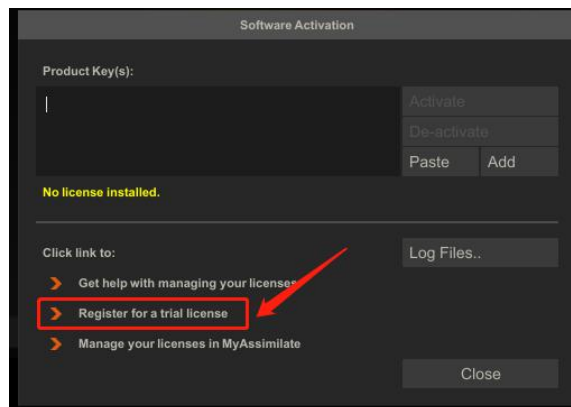 Software Activation
Product Key(s):
Activate
De-activate
Paste Add
No license installed.
Click link to:
Log Files..
Get help with managing your licenses
Register for a trial license
Manage your licenses in MyAssimilate
Close